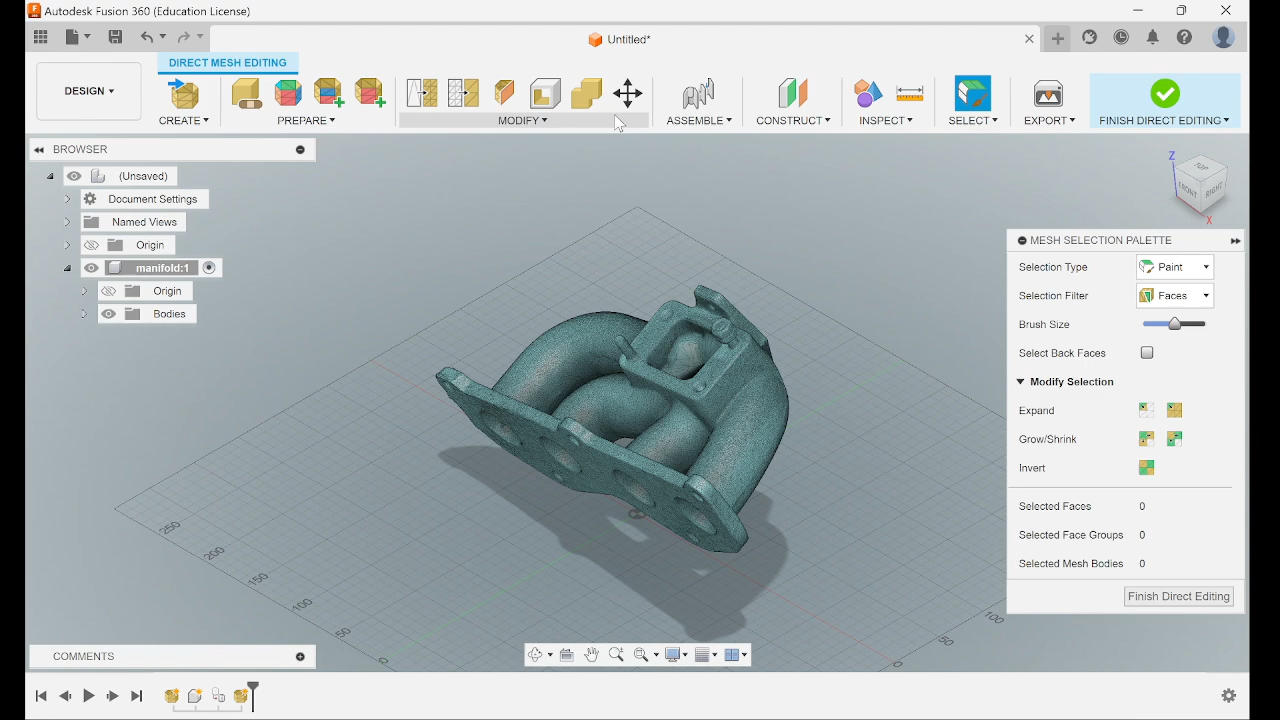 Autodesk Fusion 360 (Education License)
Untitled*
DIRECT MESH EDITING
DESIGN
CREATE
PREPARE
MODIFY
ASSEMBLE
CONSTRUCT
INSPECT
SELECT
EXPORT
FINISH DIRECT EDITING
BROWSER
(Unsaved)
Document Settings
Named Views
Origin
manifold:1
Origin
Bodies
Z
TOP
FRONT
RIGHT
X
MESH SELECTION PALETTE
Selection Type Paint
Selection Filter Faces
Brush Size
Select Back Faces
Modify Selection
Expand
Grow/Shrink
Invert
Selected Faces 0
Selected Face Groups 0
Selected Mesh Bodies 0
Finish Direct Editing
250
200
150
100
50
0
100
50
0
COMMENTS